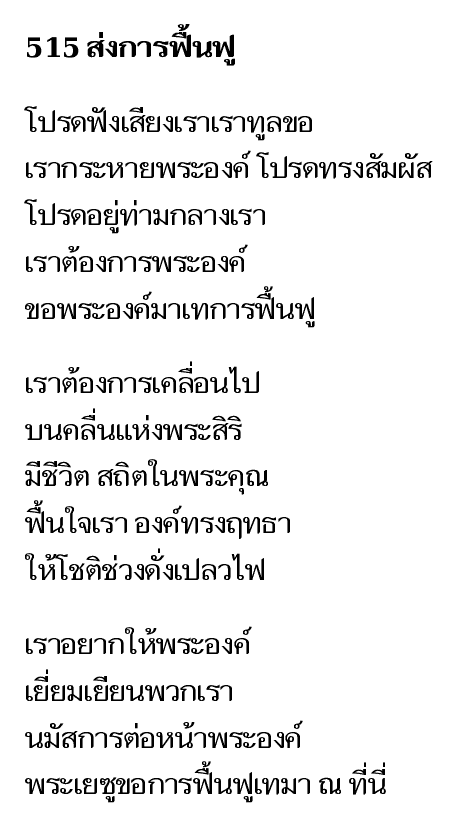 515 ส่งการฟื้นฟู
โปรดฟังเสียงเราเราทูลขอ
เรากระหายพระองค์ โปรดทรงสัมผัส
โปรดอยู่ท่ามกลางเรา
เราต้องการพระองค์
ขอพระองค์มาเทการฟื้นฟู
เราต้องการเคลื่อนไป
บนคลื่นแห่งพระสิริ
มีชีวิต สถิตในพระคุณ
ฟื้นใจเรา องค์ทรงฤทธา
ให้โชติช่วงดั่งเปลวไฟ
เราอยากให้พระองค์
เยี่ยมเยียนพวกเรา
นมัสการต่อหน้าพระองค์
พระเยซูขอการฟื้นฟูเทมา ณ ที่นี่